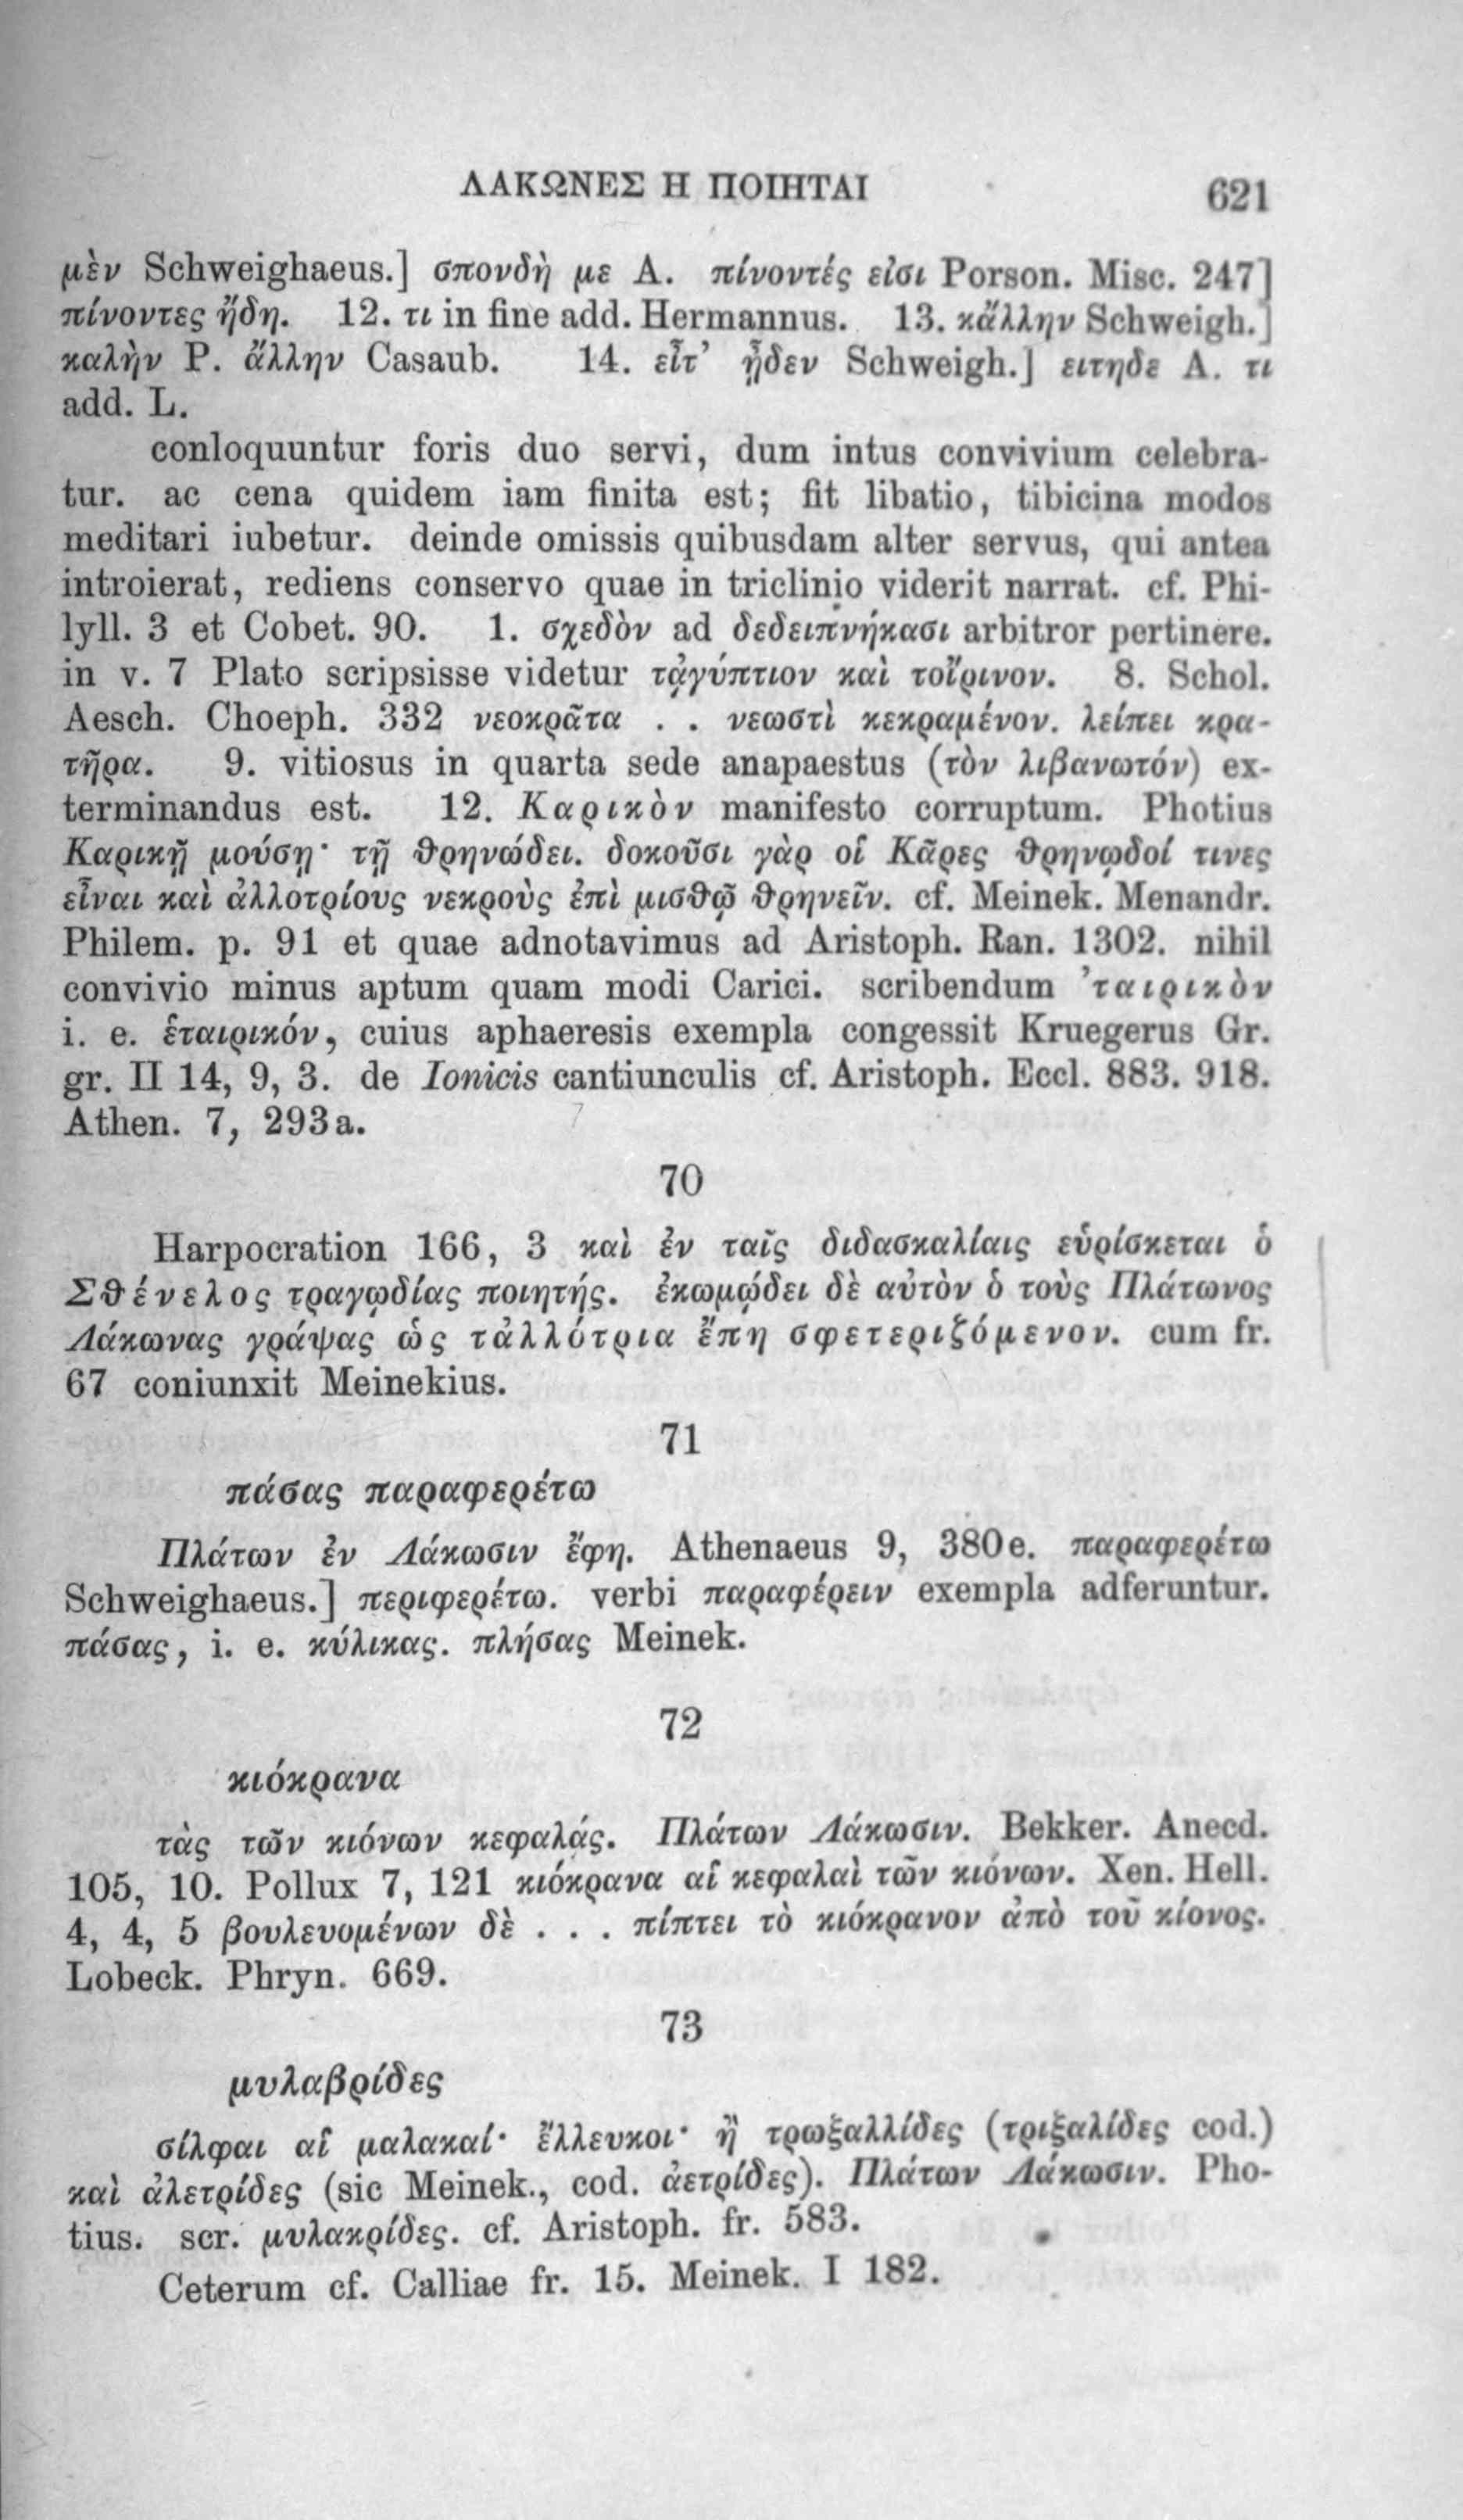 ΛΑΚΩΝΕΣ Η ΠΟΙΗΤΑΙ 621
μὲν Schweighaeus.] σπονδὴ με A. πίνοντές εἰσι Porson. Misc. 247]
πίνοντες ἤδη. 12. τι in fine add. Hermannus. 13. κἄλλην Schweigh.]
καλὴν P. ἄλλην Casaub. 14. εἶτ’ ᾖδεν Schweigh.] ειτηδε A. τι
add. L.
conloquuntur foris duo servi, dum intus convivium celebra-
tur. ac cena quidem iam finita est; fit libatio, tibicina modos
meditari iubetur. deinde omissis quibusdam alter servus, qui antea
introierat, rediens conservo quae in triclinio viderit narrat. cf. Phi-
lyll. 3 et Cobet. 90. 1. σχεδὸν ad δεδειπνήκασι arbitror pertinere.
in v. 7 Plato scripsisse videtur τᾀγύπτιον καὶ τοἴρινον. 8. Schol.
Aesch. Choeph. 332 νεοκρᾶτα . . νεωστὶ κεκραμένον. λείπει κρα-
τῆρα. 9. vitiosus in quarta sede anapaestus (τὸν λιβανωτόν) ex-
terminandus est. 12. Καρικὸν manifesto corruptum. Photius
Καρικῇ μούσῃ· τῇ θρηνώδει. δοκοῦσι γὰρ οἱ Κᾶρες θρηνῳδοί τινες
εἶναι καὶ ἀλλοτρίους νεκροὺς ἐπὶ μισθῷ θρηνεῖν. cf. Meinek. Menandr.
Philem. p. 91 et quae adnotavimus ad Aristoph. Ran. 1302. nihil
convivio minus aptum quam modi Carici. scribendum ’ταιρικὸν
i. e. ἑταιρικόν, cuius aphaeresis exempla congessit Kruegerus Gr.
gr. II 14, 9, 3. de Ionicis cantiunculis cf. Aristoph. Eccl. 883. 918.
Athen. 7, 293a.
70
Harpocration 166, 3 καὶ ἐν ταῖς διδασκαλίαις εὑρίσκεται ὁ
Σθένελος τραγῳδίας ποιητής. ἐκωμῴδει δὲ αὐτὸν ὁ τοὺς Πλάτωνος
Λάκωνας γράψας ὡς τἀλλότρια ἔπη σφετεριζόμενον. cum fr.
67 coniunxit Meinekius.
71
πάσας παραφερέτω
Πλάτων ἐν Λάκωσιν ἔφη. Athenaeus 9, 380e. παραφερέτω
Schweighaeus.] περιφερέτω. verbi παραφέρειν exempla adferuntur.
πάσας, i. e. κύλικας. πλήσας Meinek.
72
κιόκρανα
τὰς τῶν κιόνων κεφαλάς. Πλάτων Λάκωσιν. Bekker. Anecd.
105, 10. Pollux 7, 121 κιόκρανα αἱ κεφαλαὶ τῶν κιόνων. Xen. Hell.
4, 4, 5 βουλευομένων δὲ . . . πίπτει τὸ κιόκρανον ἀπὸ τοῦ κίονος.
Lobeck. Phryn. 669.
73
μυλαβρίδες
σίλφαι αἱ μαλακαί· ἔλλευκοι· ἢ τρωξαλλίδες (τριξαλίδες cod.)
καὶ ἀλετρίδες (sic Meinek., cod. ἀετρίδες). Πλάτων Λάκωσιν. Pho-
tius. scr. μυλακρίδες. cf. Aristoph. fr. 583.
Ceterum cf. Calliae fr. 15. Meinek. I 182.